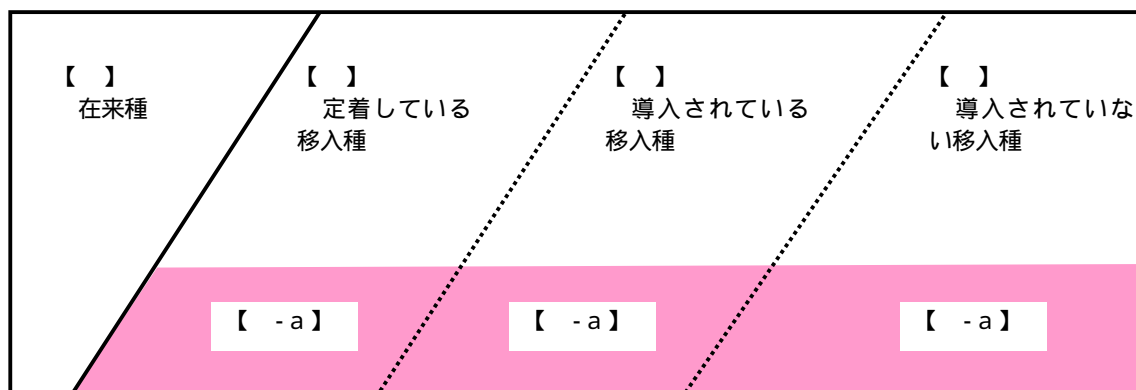 【　】
在来種
【　】
定着している
移入種
【　】
導入されている
移入種
【　】
導入されていな
い移入種
【　-a】
【　-a】
【　-a】